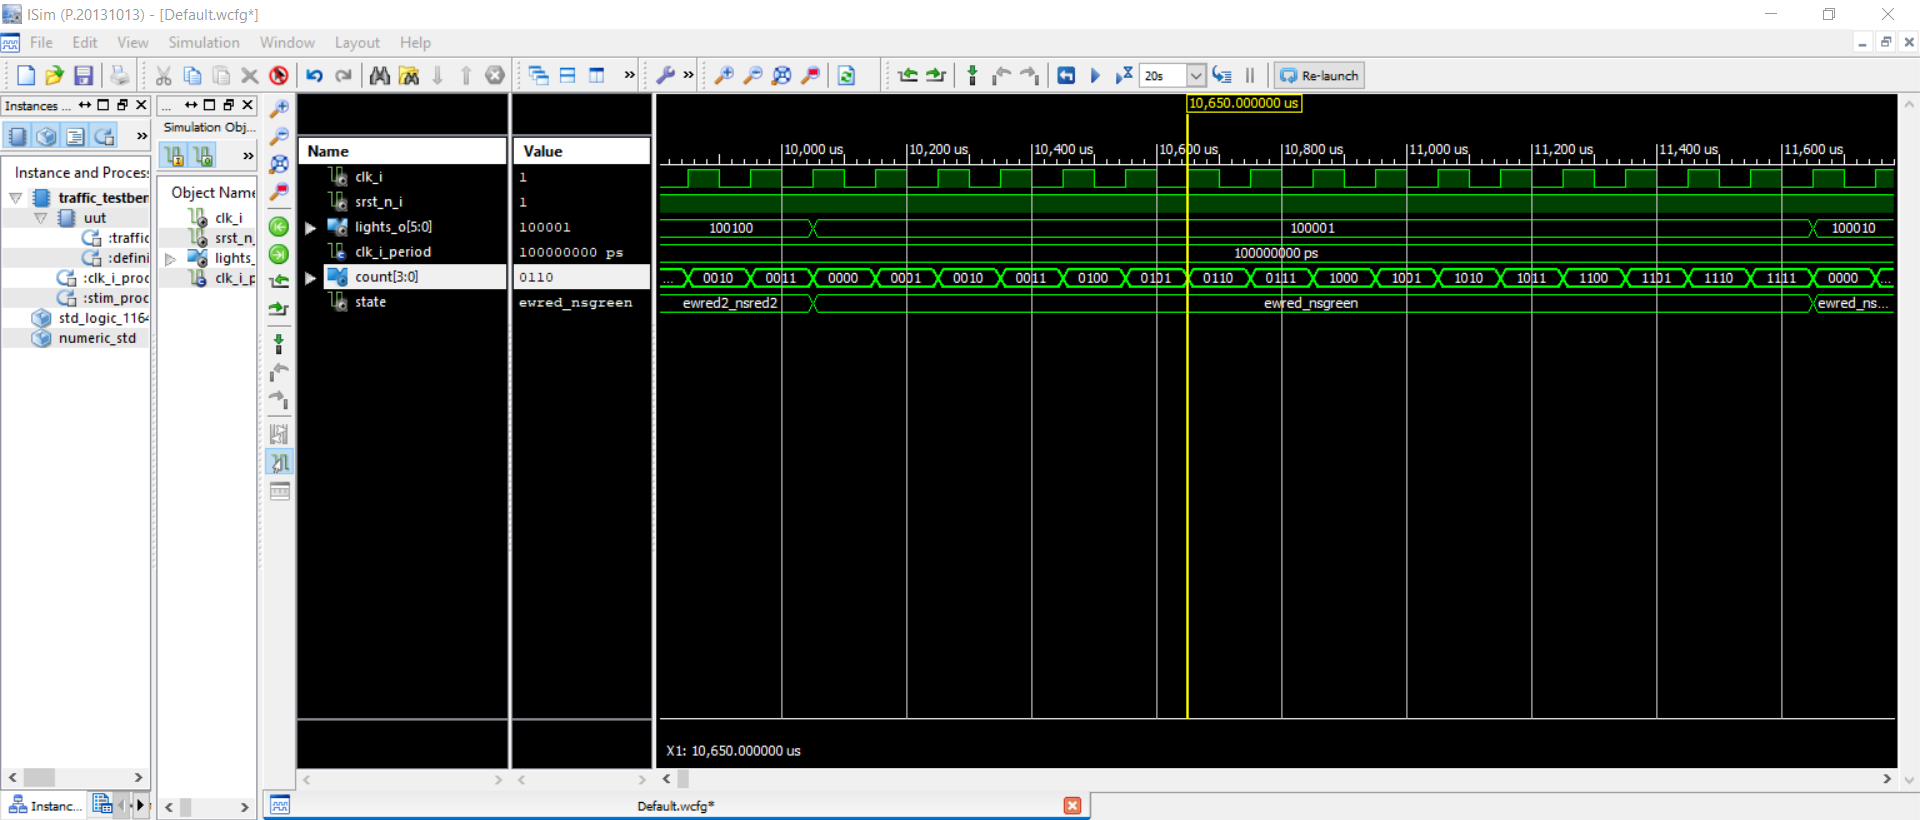 ISim (P.20131013) - [Default.wcfg*]
File Edit View Simulation Window Layout Help
20s
Re-launch
Instances ...
Instance and Process
traffic_testben
uut
:traffic
:defini
:clk_i_proc
:stim_proc
std_logic_1164
numeric_std
Instanc...
...
Simulation Obj...
Object Name
clk_i
srst_n_
lights_
clk_i_p
Name Value
clk_i 1
srst_n_i 1
lights_o[5:0] 100001
clk_i_period 100000000 ps
count[3:0] 0110
state ewred_nsgreen
10,650.000000 us
10,000 us 10,200 us 10,400 us 10,600 us 10,800 us 11,000 us 11,200 us 11,400 us 11,600 us
100100 100001 100010
100000000 ps
... 0010 0011 0000 0001 0010 0011 0100 0101 0110 0111 1000 1001 1010 1011 1100 1101 1110 1111 0000 ...
ewred2_nsred2 ewred_nsgreen ewred_ns...
X1: 10,650.000000 us
Default.wcfg*